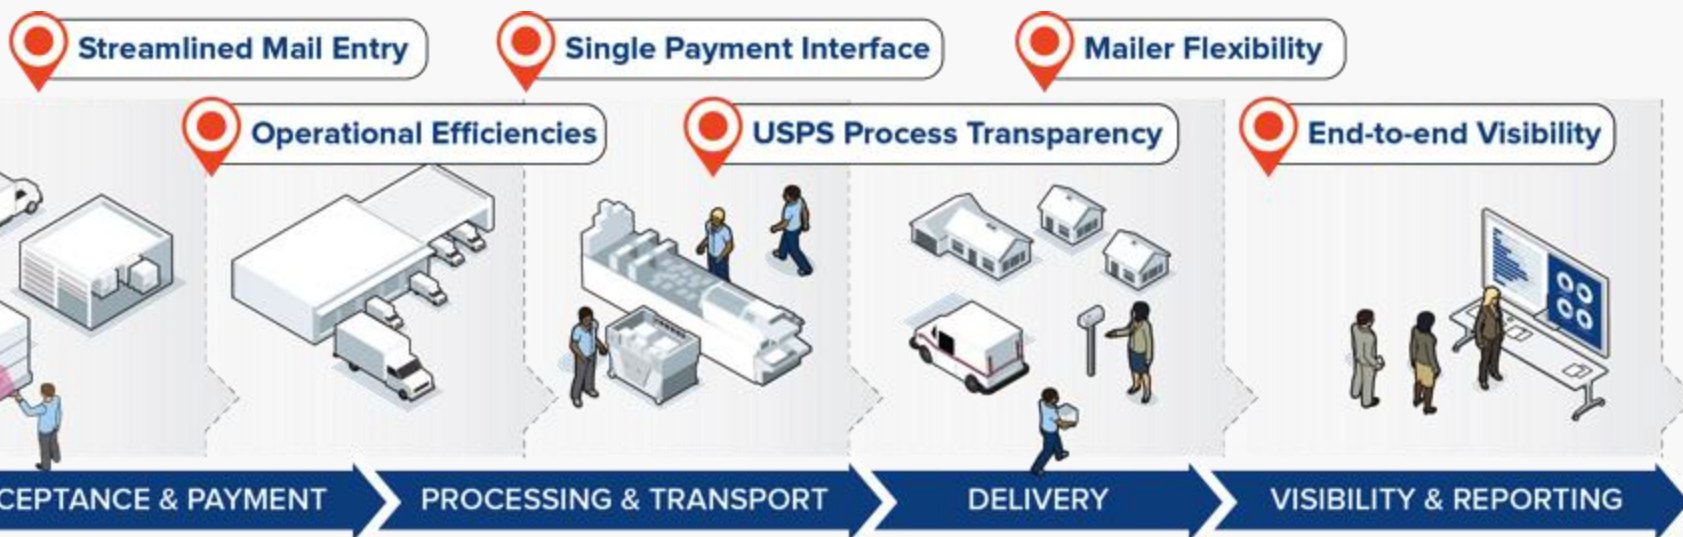 Streamlined Mail Entry
Single Payment Interface
Mailer Flexibility
Operational Efficiencies
USPS Process Transparency
End-to-end Visibility
CEPTANCE & PAYMENT
PROCESSING & TRANSPORT
DELIVERY
VISIBILITY & REPORTING